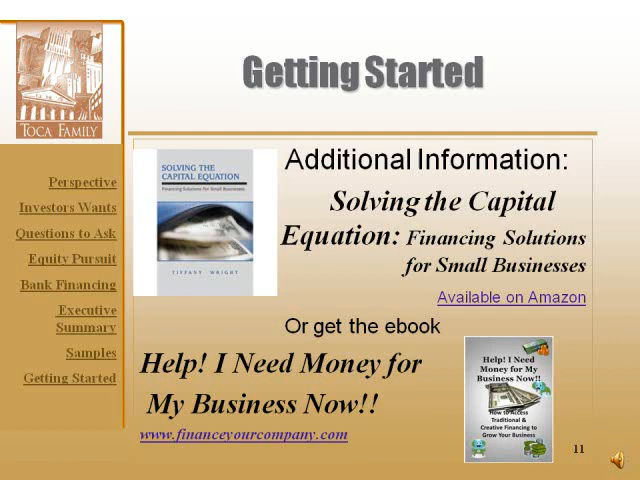 Getting Started
TOCA FAMILY
Perspective
Investors Wants
Questions to Ask
Equity Pursuit
Bank Financing
Executive
Summary
Samples
Getting Started
SOLVING THE
CAPITAL EQUATION
Financing Solutions for Small Businesses
TIFFANY WRIGHT
Additional Information:
Solving the Capital
Equation: Financing Solutions
for Small Businesses
Available on Amazon
Or get the ebook
Help! I Need Money for
My Business Now!!
www.financeyourcompany.com
Help! I Need
Money for My
Business Now!!
How to Access
Traditional &
Creative Financing to
Grow Your Business
11